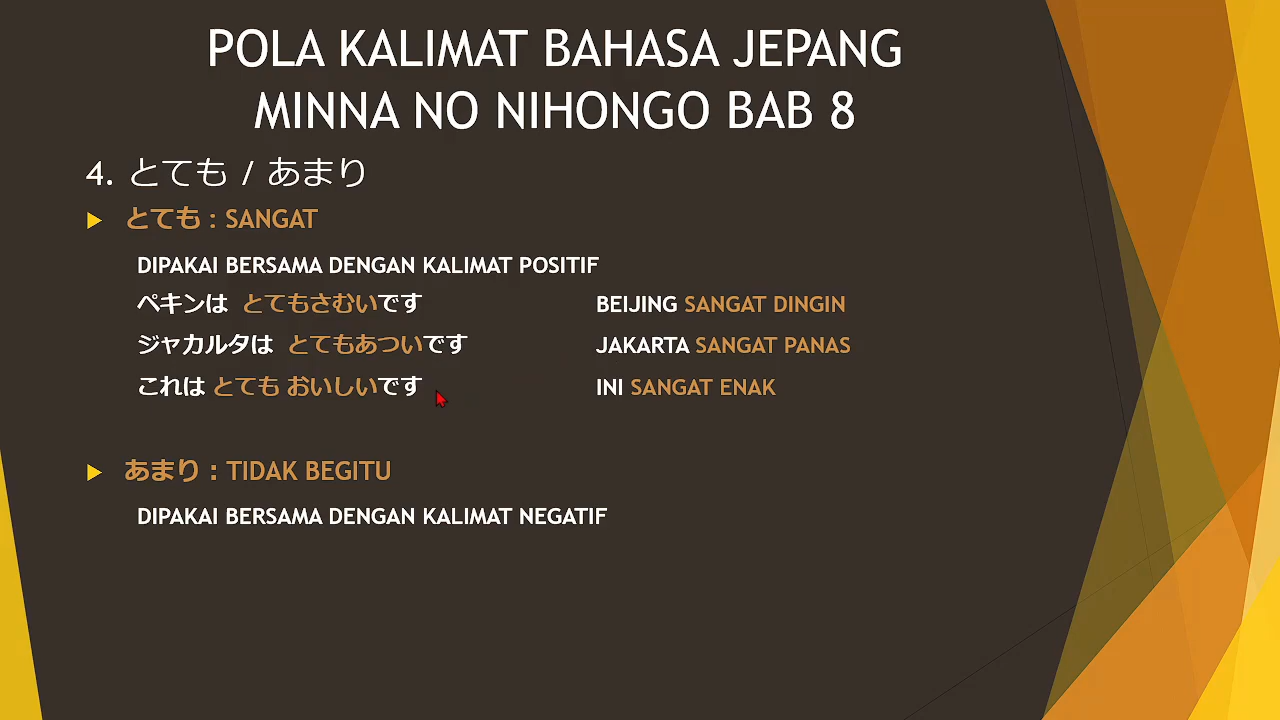 POLA KALIMAT BAHASA JEPANG
MINNA NO NIHONGO BAB 8
4. とても / あまり
とても : SANGAT
DIPAKAI BERSAMA DENGAN KALIMAT POSITIF
ペキンは とてもさむいです BEIJING SANGAT DINGIN
ジャカルタは とてもあついです JAKARTA SANGAT PANAS
これは とても おいしいです INI SANGAT ENAK
あまり : TIDAK BEGITU
DIPAKAI BERSAMA DENGAN KALIMAT NEGATIF